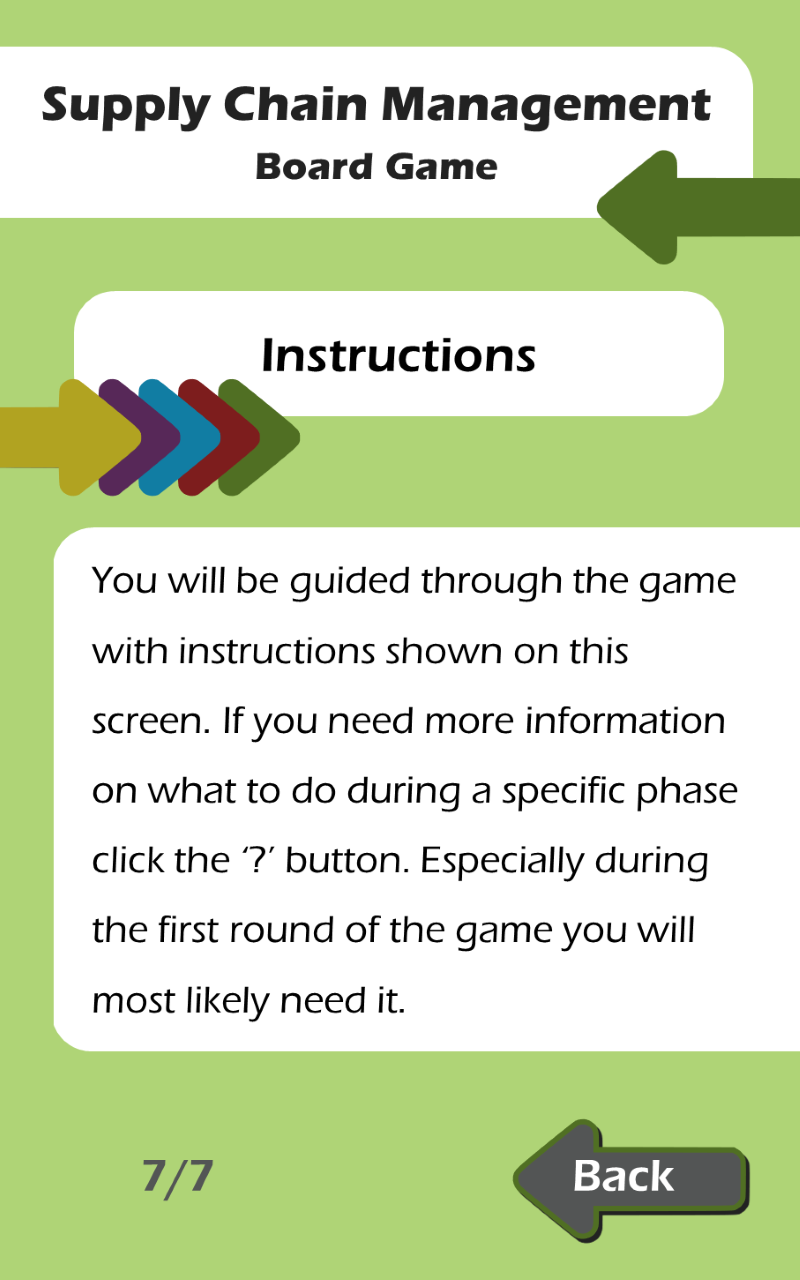 Supply Chain Management
Board Game
Instructions
You will be guided through the game
with instructions shown on this
screen. If you need more information
on what to do during a specific phase
click the ‘?’ button. Especially during
the first round of the game you will
most likely need it.
7/7
Back